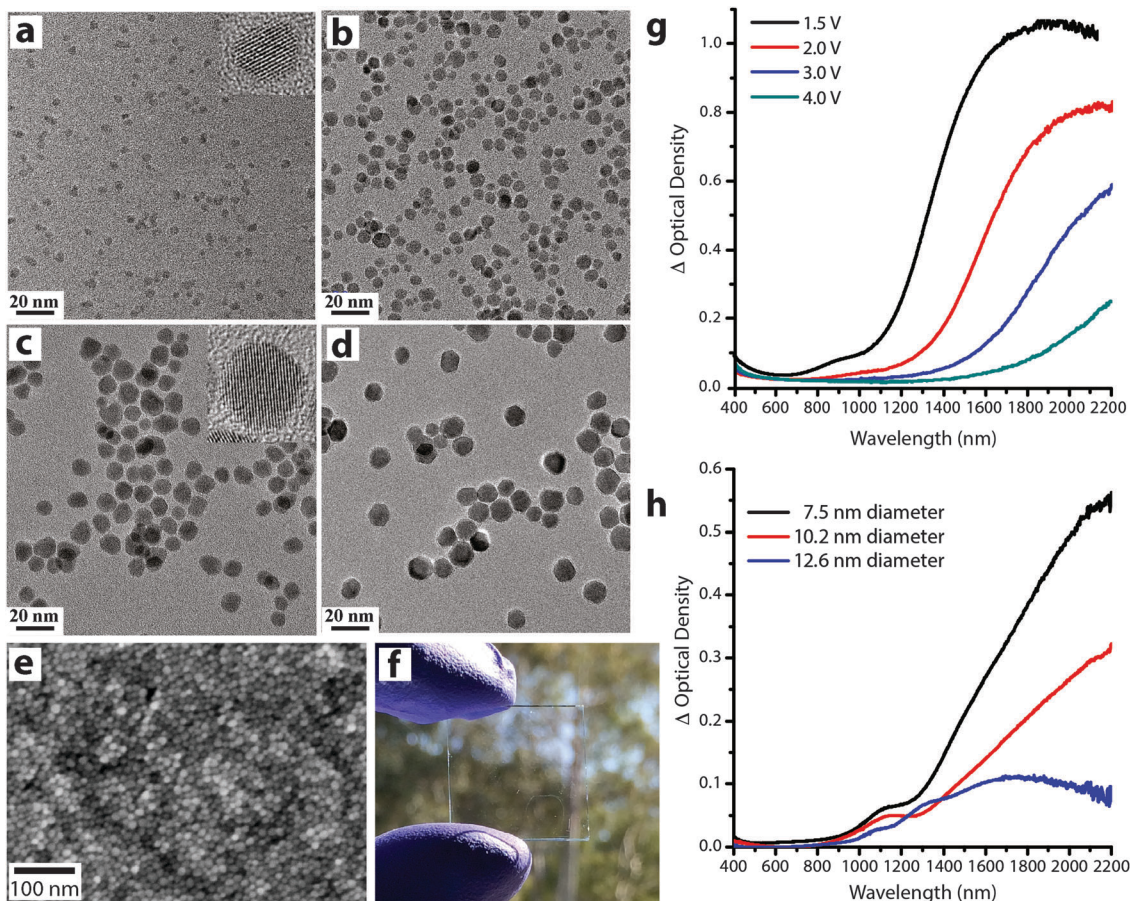 a
20 nm
b
20 nm
c
20 nm
d
20 nm
e
100 nm
f
g
1.5 V
2.0 V
3.0 V
4.0 V
1.0
0.8
0.6
0.4
0.2
0.0
Δ Optical Density
400 600 800 1000 1200 1400 1600 1800 2000 2200
Wavelength (nm)
h
7.5 nm diameter
10.2 nm diameter
12.6 nm diameter
0.6
0.5
0.4
0.3
0.2
0.1
0.0
Δ Optical Density
400 600 800 1000 1200 1400 1600 1800 2000 2200
Wavelength (nm)